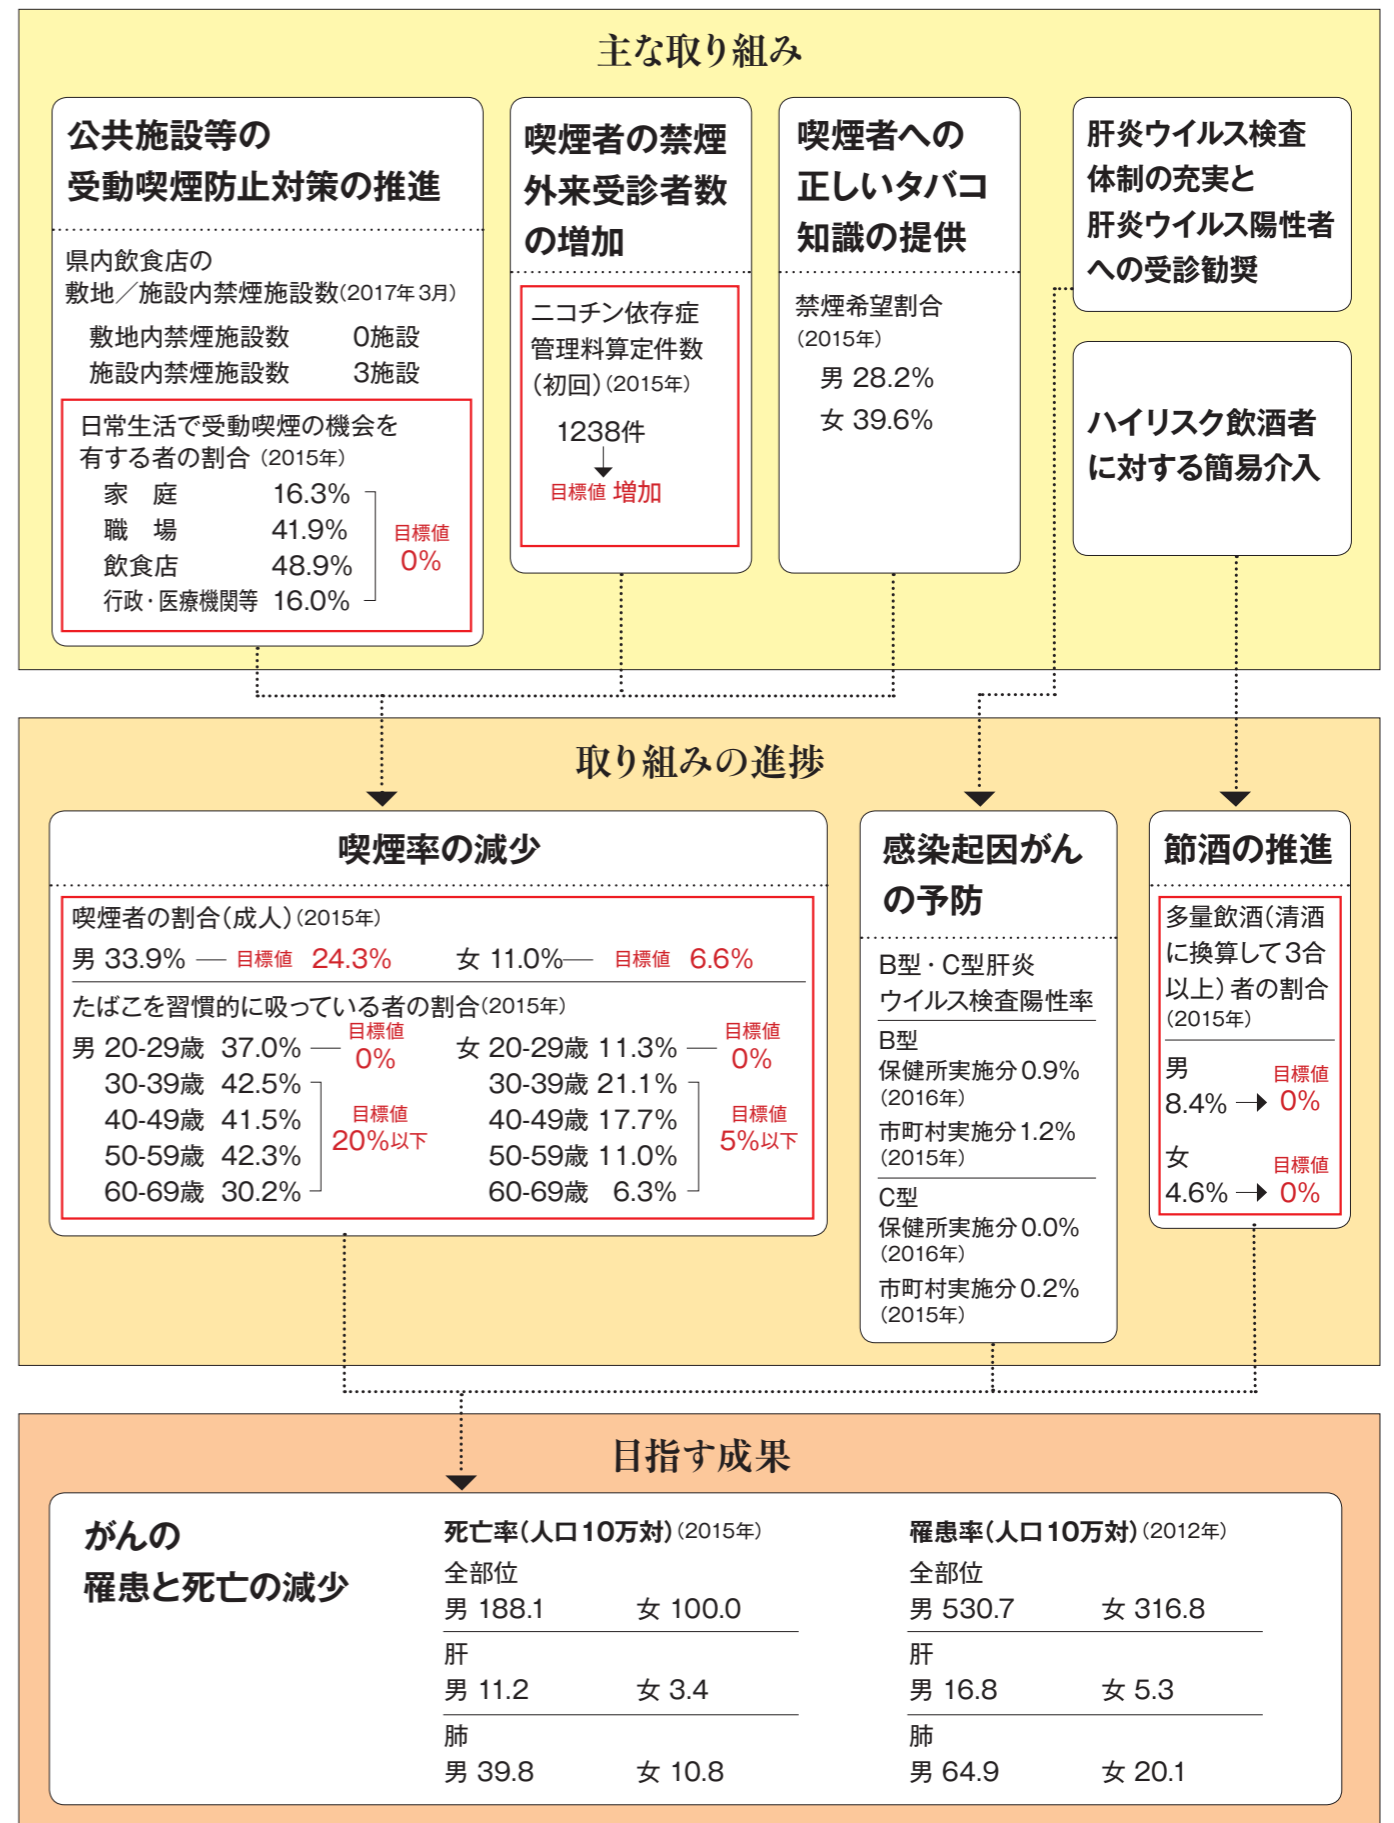 主な取り組み
公共施設等の
受動喫煙防止対策の推進
県内飲食店の
敷地／施設内禁煙施設数(2017年3月)
敷地内禁煙施設数 0施設
施設内禁煙施設数 3施設
日常生活で受動喫煙の機会を
有する者の割合(2015年)
家 庭 16.3%
職 場 41.9%
飲食店 48.9%
行政・医療機関等 16.0%
目標値
0%
喫煙者の禁煙
外来受診者数
の増加
ニコチン依存症
管理料算定件数
(初回)(2015年)
1238件
目標値 増加
喫煙者への
正しいタバコ
知識の提供
禁煙希望割合
(2015年)
男 28.2%
女 39.6%
肝炎ウイルス検査
体制の充実と
肝炎ウイルス陽性者
への受診勧奨
ハイリスク飲酒者
に対する簡易介入
取り組みの進捗
喫煙率の減少
喫煙者の割合(成人)(2015年)
男 33.9% 目標値 24.3% 女 11.0% 目標値 6.6%
たばこを習慣的に吸っている者の割合(2015年)
男 20-29歳 37.0% 目標値 0%
30-39歳 42.5%
40-49歳 41.5%
50-59歳 42.3%
60-69歳 30.2%
目標値
20%以下
女 20-29歳 11.3% 目標値 0%
30-39歳 21.1%
40-49歳 17.7%
50-59歳 11.0%
60-69歳 6.3%
目標値
5%以下
感染起因がん
の予防
B型・C型肝炎
ウイルス検査陽性率
B型
保健所実施分 0.9%
(2016年)
市町村実施分 1.2%
(2015年)
C型
保健所実施分 0.0%
(2016年)
市町村実施分 0.2%
(2015年)
節酒の推進
多量飲酒(清酒
に換算して3合
以上)者の割合
(2015年)
男
8.4% 目標値 0%
女
4.6% 目標値 0%
目指す成果
がんの
罹患と死亡の減少
死亡率(人口10万対)(2015年)
全部位
男 188.1 女 100.0
肝
男 11.2 女 3.4
肺
男 39.8 女 10.8
罹患率(人口10万対)(2012年)
全部位
男 530.7 女 316.8
肝
男 16.8 女 5.3
肺
男 64.9 女 20.1